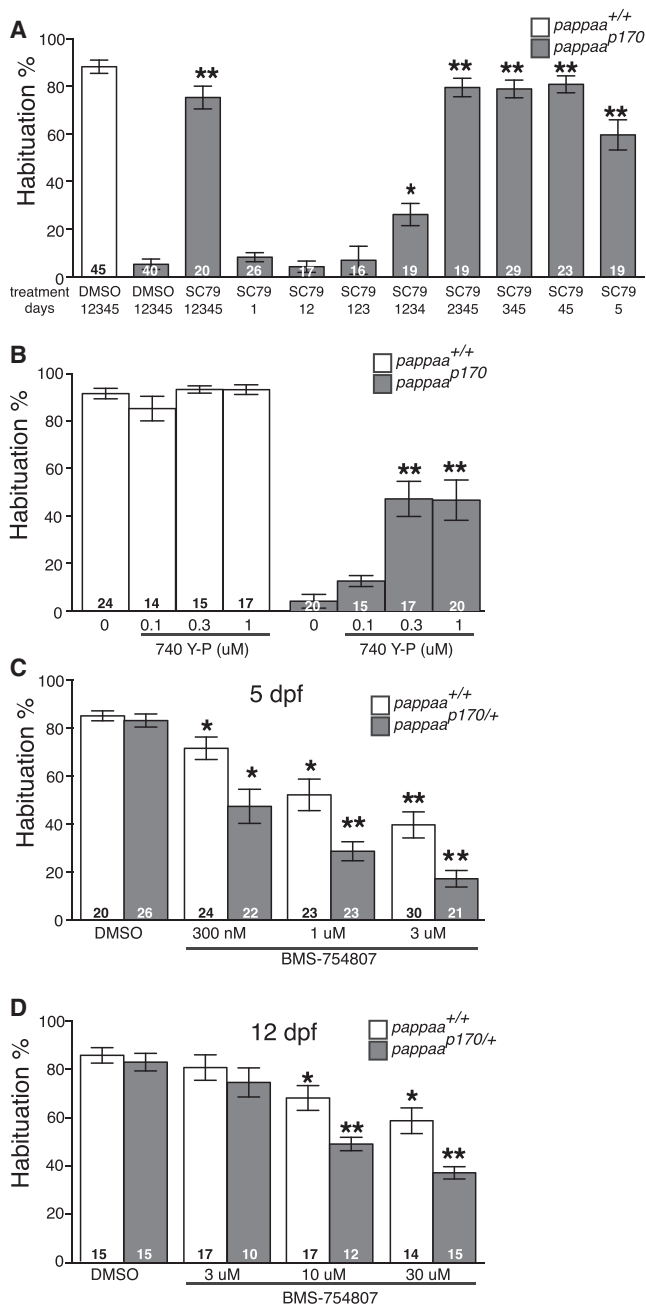 A
pappaa+/+
pappaap170
Habituation %
100
80
60
40
20
0
** * ** ** ** **
45 40 20 26 17 16 19 19 29 23 19
treatment DMSO DMSO SC79 SC79 SC79 SC79 SC79 SC79 SC79 SC79 SC79
days 12345 12345 12345 1 12 123 1234 2345 345 45 5
B
pappaa+/+
pappaap170
Habituation %
100
80
60
40
20
0
** **
24 14 15 17 20 15 17 20
0 0.1 0.3 1 0 0.1 0.3 1
740 Y-P (uM) 740 Y-P (uM)
C
5 dpf
pappaa+/+
pappaap170/+
Habituation %
100
80
60
40
20
0
* * * ** ** **
20 26 24 22 23 23 30 21
DMSO 300 nM 1 uM 3 uM
BMS-754807
D
12 dpf
pappaa+/+
pappaap170/+
Habituation %
100
80
60
40
20
0
* ** * **
15 15 17 10 17 12 14 15
DMSO 3 uM 10 uM 30 uM
BMS-754807